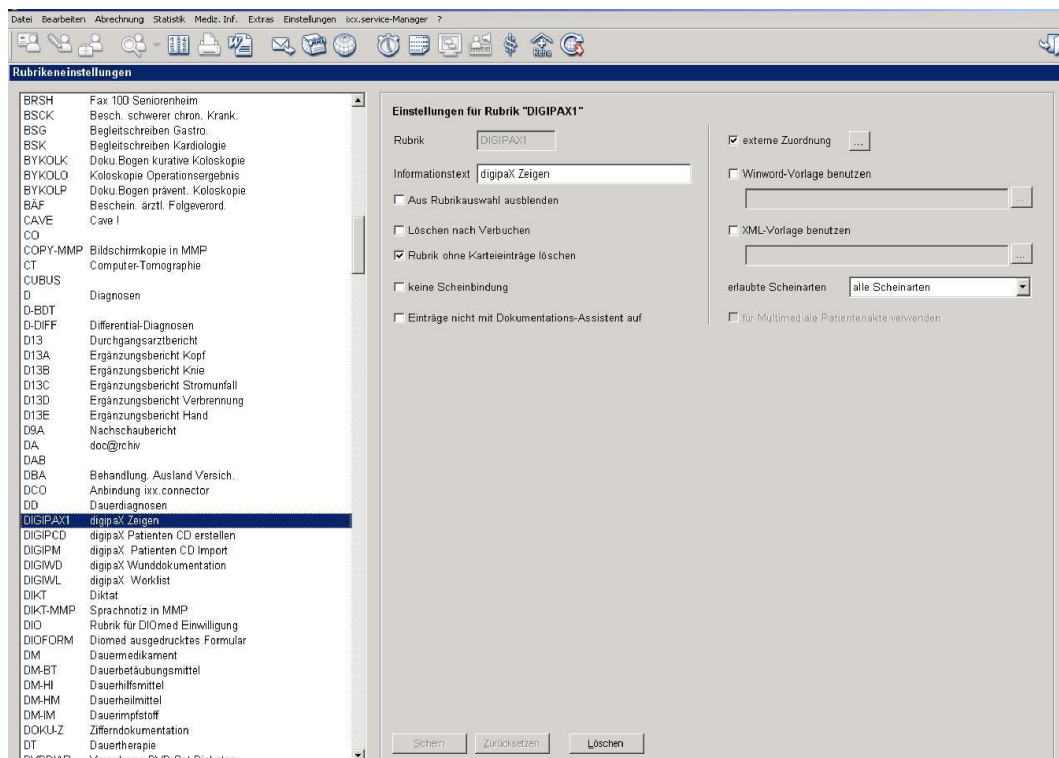 Datei Bearbeiten Abrechnung Statistik Mediz. Inf. Extras Einstellungen ixx.service-Manager ?
Reha
Rubrikeneinstellungen
BRSH Fax 100 Seniorenheim
BSCK Besch. schwerer chron. Krank.
BSG Begleitschreiben Gastro.
BSK Begleitschreiben Kardiologie
BYKOLK Doku.Bogen kurative Koloskopie
BYKOLO Koloskopie Operationsergebnis
BYKOLP Doku.Bogen prävent. Koloskopie
BÄF Beschein. ärztl. Folgeverord.
CAVE Cave !
CO
COPY-MMP Bildschirmkopie in MMP
CT Computer-Tomographie
CUBUS
D Diagnosen
D-BDT
D-DIFF Differential-Diagnosen
D13 Durchgangsarztbericht
D13A Ergänzungsbericht Kopf
D13B Ergänzungsbericht Knie
D13C Ergänzungsbericht Stromunfall
D13D Ergänzungsbericht Verbrennung
D13E Ergänzungsbericht Hand
D9A Nachschaubericht
DA doc@rchiv
DAB
DBA Behandlung. Ausland Versich.
DCO Anbindung ixx.connector
DD Dauerdiagnosen
DIGIPAX1 digipaX Zeigen
DIGIPCD digipaX Patienten CD erstellen
DIGIPM digipaX Patienten CD Import
DIGIWD digipaX Wunddokumentation
DIGIWL digipaX Worklist
DIKT Diktat
DIKT-MMP Sprachnotiz in MMP
DIO Rubrik für DIOmed Einwilligung
DIOFORM Diomed ausgedrucktes Formular
DM Dauermedikament
DM-BT Dauerbetäubungsmittel
DM-HI Dauerhilfsmittel
DM-HM Dauerheilmittel
DM-IM Dauerimpfstoff
DOKU-Z Zifferndokumentation
DT Dauertherapie
Einstellungen für Rubrik "DIGIPAX1"
Rubrik DIGIPAX1
Informationstext digipaX Zeigen
Aus Rubrikauswahl ausblenden
Löschen nach Verbuchen
Rubrik ohne Karteieinträge löschen
keine Scheinbindung
Einträge nicht mit Dokumentations-Assistent auf
externe Zuordnung ...
Winword-Vorlage benutzen
...
XML-Vorlage benutzen
...
erlaubte Scheinarten alle Scheinarten
für Multimediale Patientenakte verwenden
Sichern Zurücksetzen Löschen